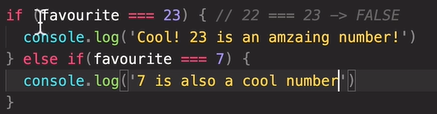 if (favourite === 23) { // 22 === 23 -> FALSE
console.log('Cool! 23 is an amzaing number!')
} else if(favourite === 7) {
console.log('7 is also a cool number')
}